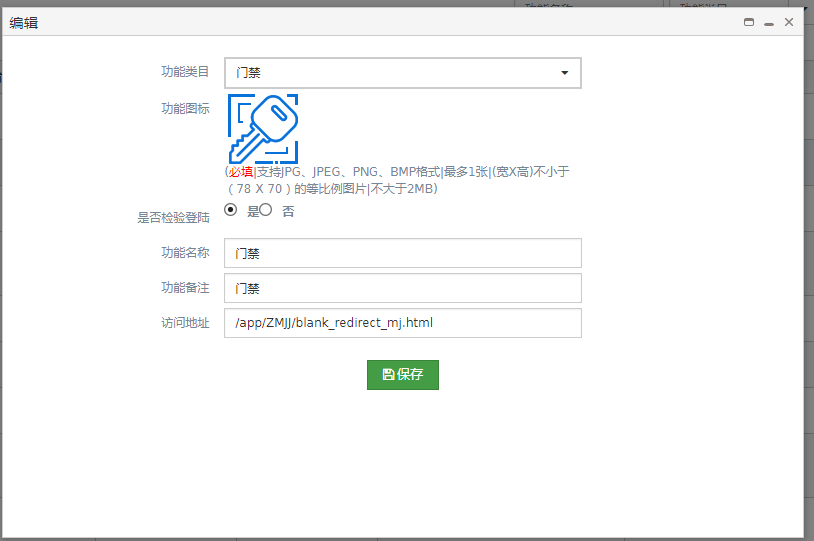 编辑
功能类目 门禁
功能图标
(必填|支持JPG、JPEG、PNG、BMP格式|最多1张|(宽X高)不小于
（78 X 70）的等比例图片|不大于2MB)
是否检验登陆 是 否
功能名称 门禁
功能备注 门禁
访问地址 /app/ZMJJ/blank_redirect_mj.html
保存